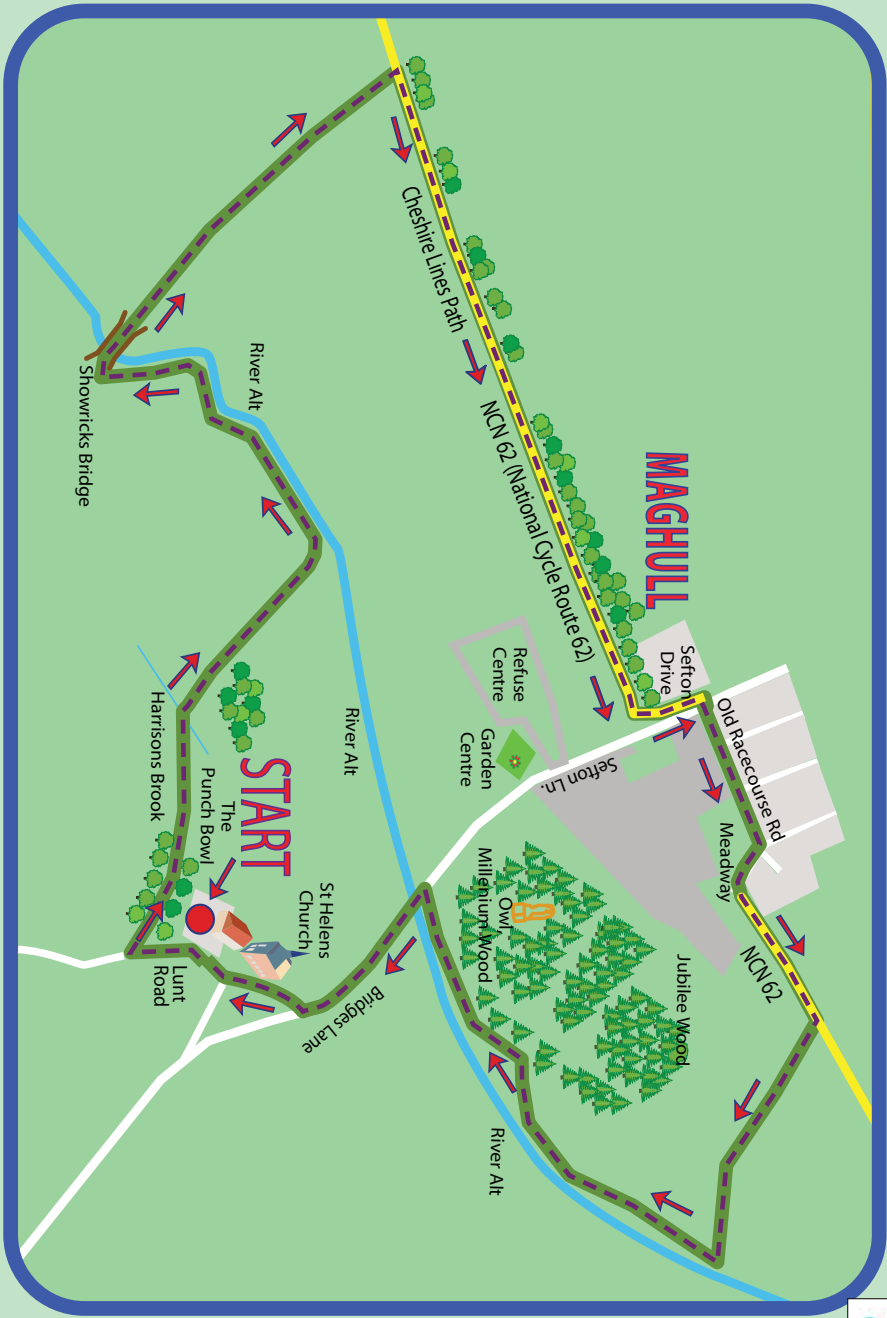 MAGHULL
Sefton
Drive
Old Racecourse Rd
Meadway
NCN 62
Cheshire Lines Path
NCN 62 (National Cycle Route 62)
Refuse
Centre
Garden
Centre
Sefton Ln.
Jubilee Wood
Owl,
Millenium Wood
River Alt
River Alt
River Alt
Showricks Bridge
START
The
Punch Bowl
Harrisons Brook
St Helens
Church
Bridges Lane
Lunt
Road